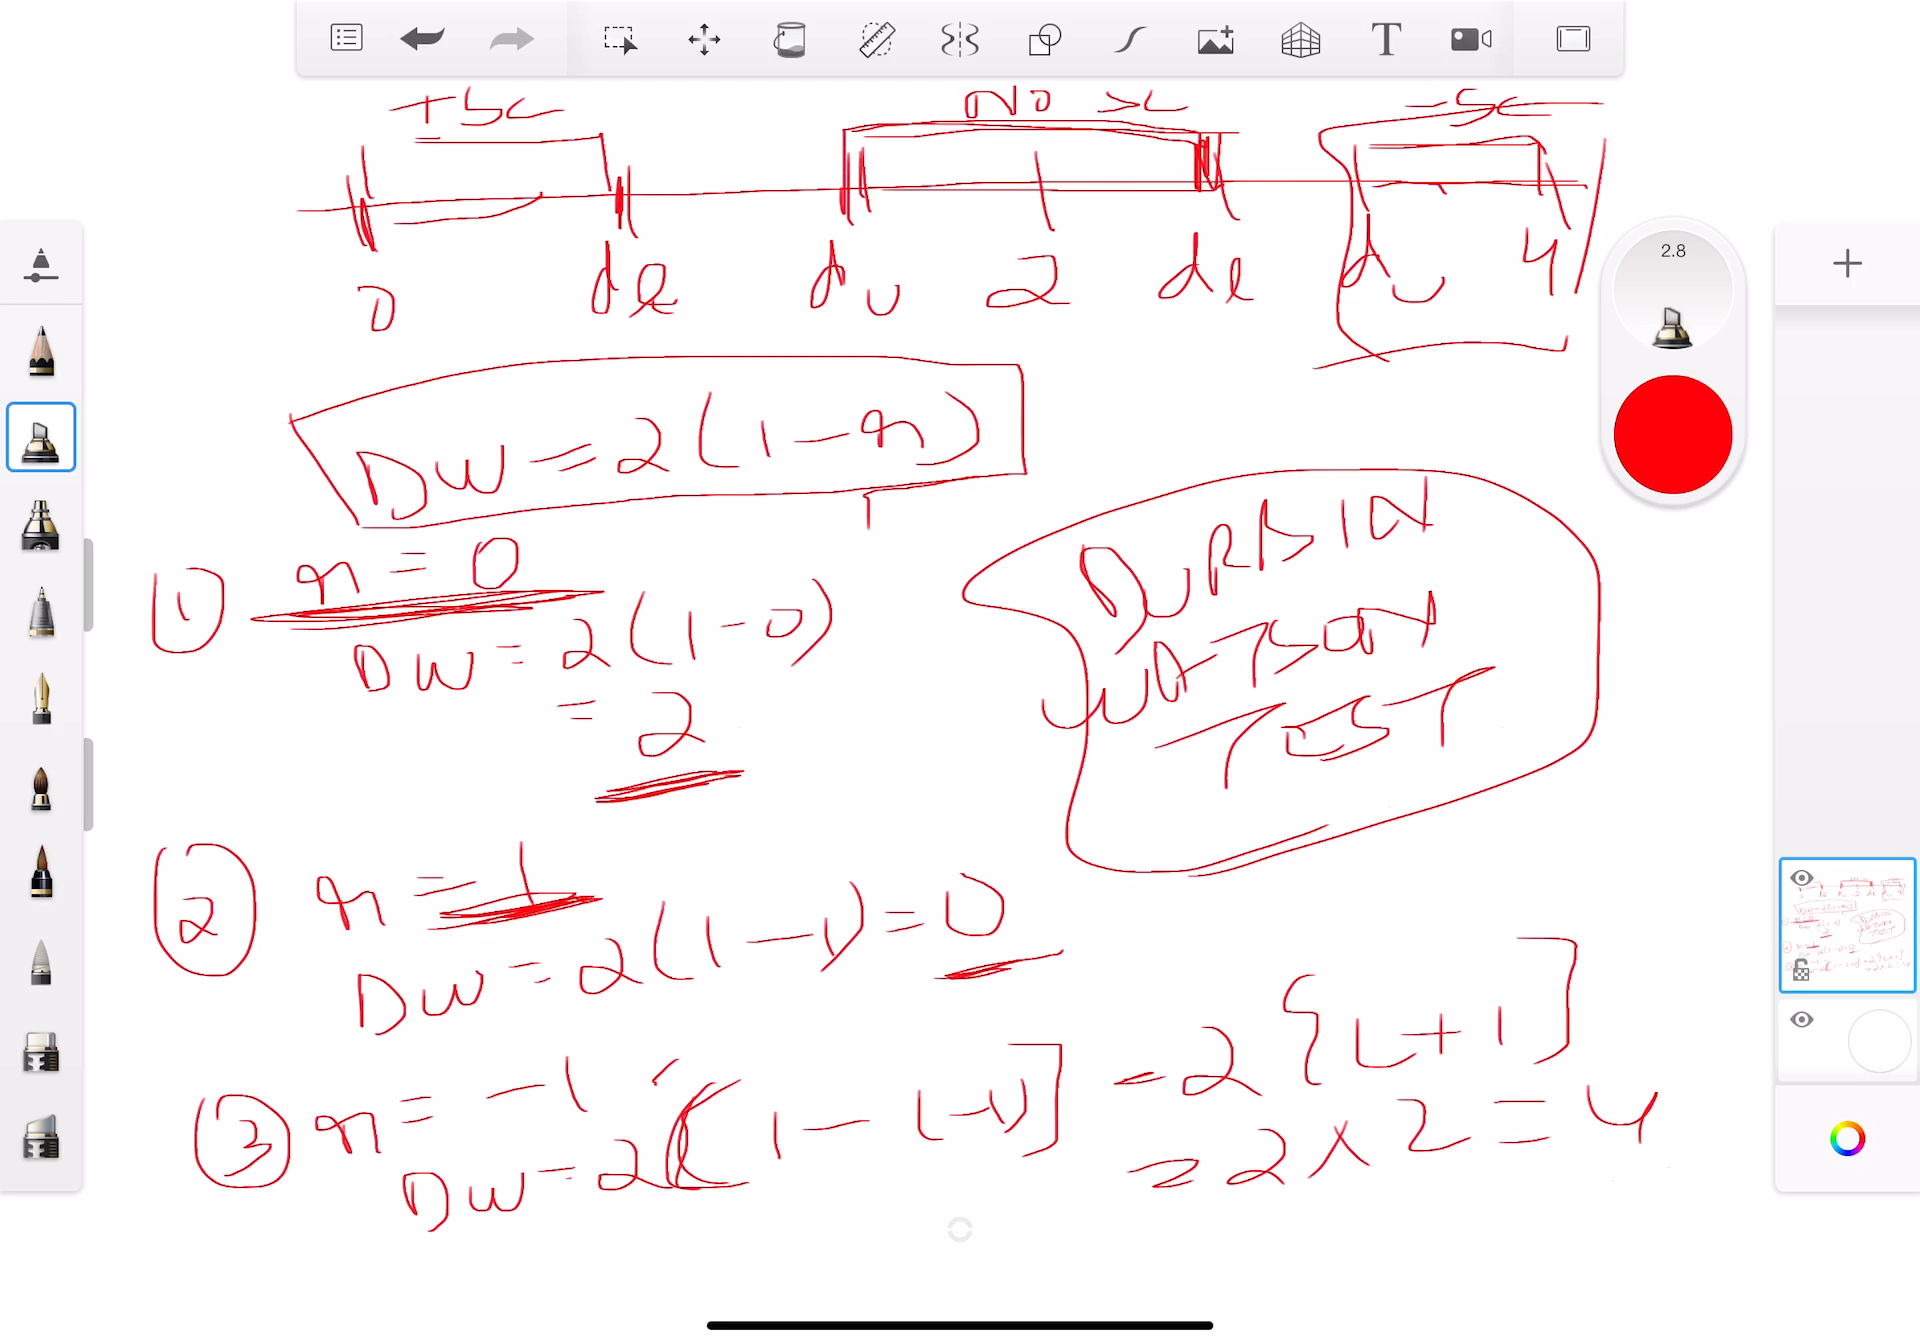 2.8
+SC No SC -SC
0 dl du 2 dl du 4
DW = 2(1-r)
① r = 0
DW = 2(1-0)
= 2
DURBIN
WATSON
TEST
② r = 1
DW = 2(1-1) = 0
③ r = -1
DW = 2[1-(-1)] = 2{1+1]
= 2 x 2 = 4